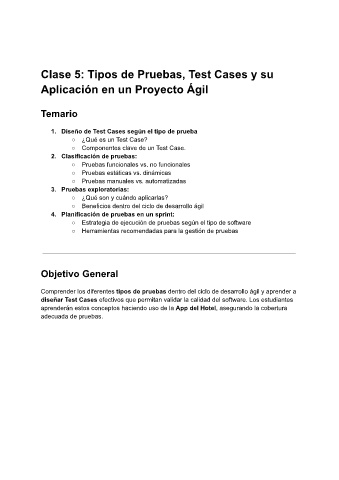 Clase 5: Tipos de Pruebas, Test Cases y su
Aplicación en un Proyecto Ágil
Temario
1. Diseño de Test Cases según el tipo de prueba
○ ¿Qué es un Test Case?
○ Componentes clave de un Test Case.
2. Clasificación de pruebas:
○ Pruebas funcionales vs. no funcionales
○ Pruebas estáticas vs. dinámicas
○ Pruebas manuales vs. automatizadas
3. Pruebas exploratorias:
○ ¿Qué son y cuándo aplicarlas?
○ Beneficios dentro del ciclo de desarrollo ágil
4. Planificación de pruebas en un sprint:
○ Estrategia de ejecución de pruebas según el tipo de software
○ Herramientas recomendadas para la gestión de pruebas
Objetivo General
Comprender los diferentes tipos de pruebas dentro del ciclo de desarrollo ágil y aprender a
diseñar Test Cases efectivos que permitan validar la calidad del software. Los estudiantes
aprenderán estos conceptos haciendo uso de la App del Hotel, asegurando la cobertura
adecuada de pruebas.